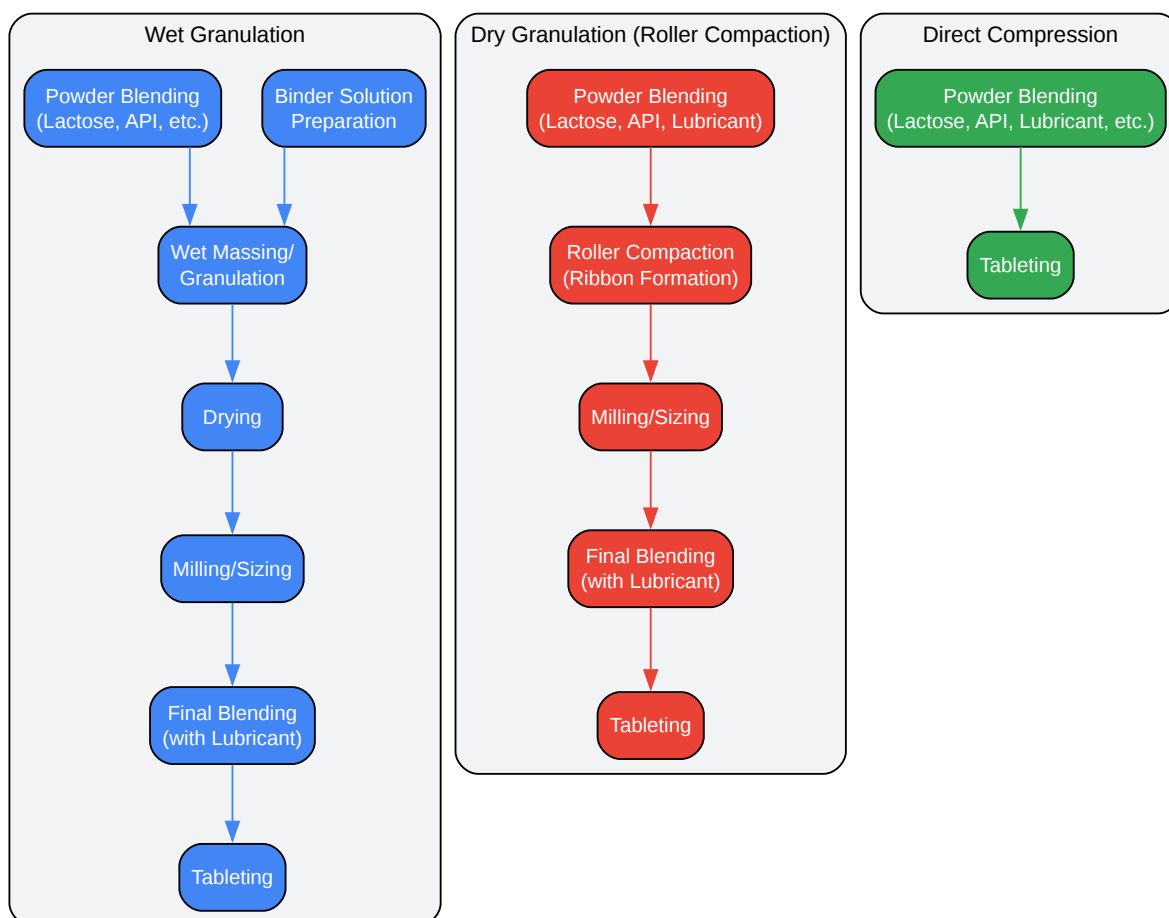 Wet Granulation
Powder Blending
(Lactose, API, etc.)
Binder Solution
Preparation
Wet Massing/
Granulation
Drying
Milling/Sizing
Final Blending
(with Lubricant)
Tableting
Dry Granulation (Roller Compaction)
Powder Blending
(Lactose, API, Lubricant)
Roller Compaction
(Ribbon Formation)
Milling/Sizing
Final Blending
(with Lubricant)
Tableting
Direct Compression
Powder Blending
(Lactose, API, Lubricant, etc.)
Tableting